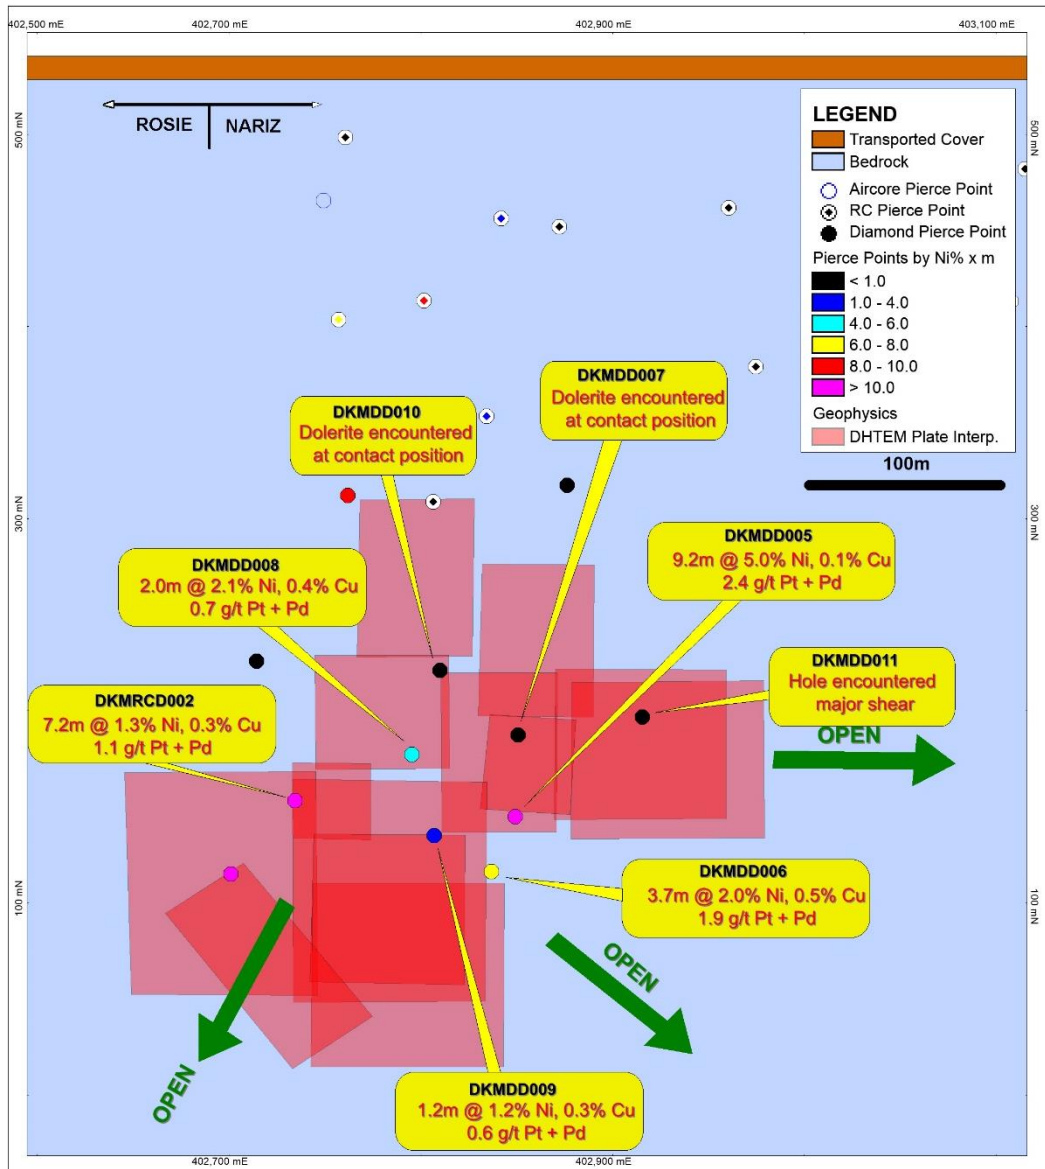 402,500 mE
402,700 mE
402,900 mE
403,100 mE
ROSIE
NARIZ
500 mN
500 mN
LEGEND
Transported Cover
Bedrock
Aircore Pierce Point
RC Pierce Point
Diamond Pierce Point
Pierce Points by Ni% x m
< 1.0
1.0 - 4.0
4.0 - 6.0
6.0 - 8.0
8.0 - 10.0
> 10.0
Geophysics
DHTEM Plate Interp.
100m
DKMDD007
Dolerite encountered
at contact position
DKMDD010
Dolerite encountered
at contact position
300 mN
300 mN
DKMDD005
9.2m @ 5.0% Ni, 0.1% Cu
2.4 g/t Pt + Pd
DKMDD008
2.0m @ 2.1% Ni, 0.4% Cu
0.7 g/t Pt + Pd
DKMDD011
Hole encountered
major shear
DKMRCD002
7.2m @ 1.3% Ni, 0.3% Cu
1.1 g/t Pt + Pd
OPEN
DKMDD006
3.7m @ 2.0% Ni, 0.5% Cu
1.9 g/t Pt + Pd
100 mN
100 mN
OPEN
OPEN
DKMDD009
1.2m @ 1.2% Ni, 0.3% Cu
0.6 g/t Pt + Pd
402,700 mE
402,900 mE